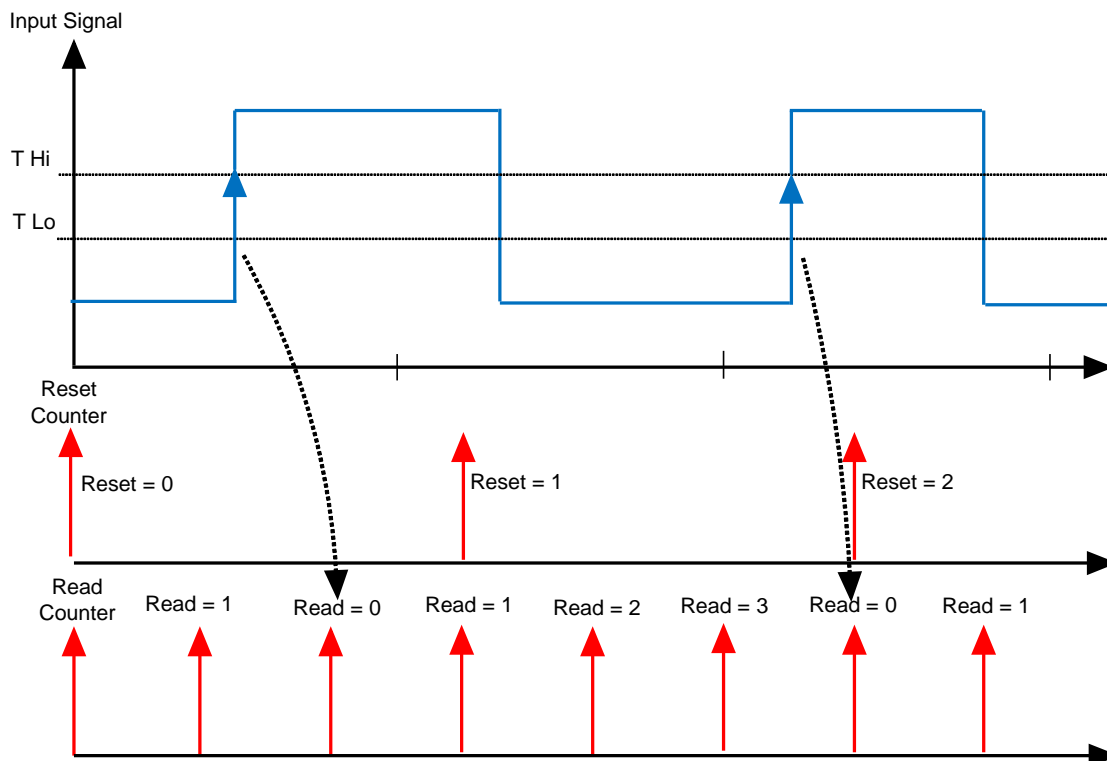 Input Signal
T Hi
T Lo
Reset
Counter
Reset = 0
Reset = 1
Reset = 2
Read
Counter
Read = 1
Read = 0
Read = 1
Read = 2
Read = 3
Read = 0
Read = 1